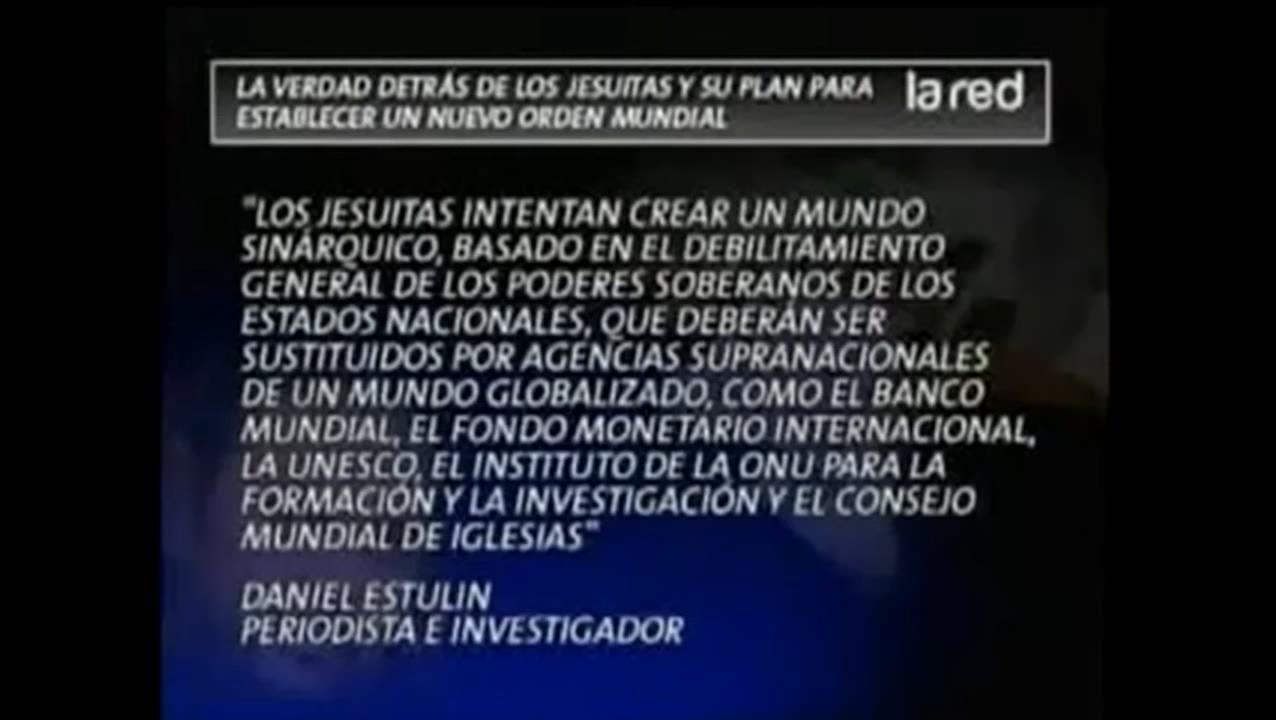 LA VERDAD DETRÁS DE LOS JESUITAS Y SU PLAN PARA
ESTABLECER UN NUEVO ORDEN MUNDIAL
la red
"LOS JESUITAS INTENTAN CREAR UN MUNDO
SINÁRQUICO, BASADO EN EL DEBILITAMIENTO
GENERAL DE LOS PODERES SOBERANOS DE LOS
ESTADOS NACIONALES, QUE DEBERÁN SER
SUSTITUIDOS POR AGENCIAS SUPRANACIONALES
DE UN MUNDO GLOBALIZADO, COMO EL BANCO
MUNDIAL, EL FONDO MONETARIO INTERNACIONAL,
LA UNESCO, EL INSTITUTO DE LA ONU PARA LA
FORMACIÓN Y LA INVESTIGACIÓN Y EL CONSEJO
MUNDIAL DE IGLESIAS"
DANIEL ESTULIN
PERIODISTA E INVESTIGADOR